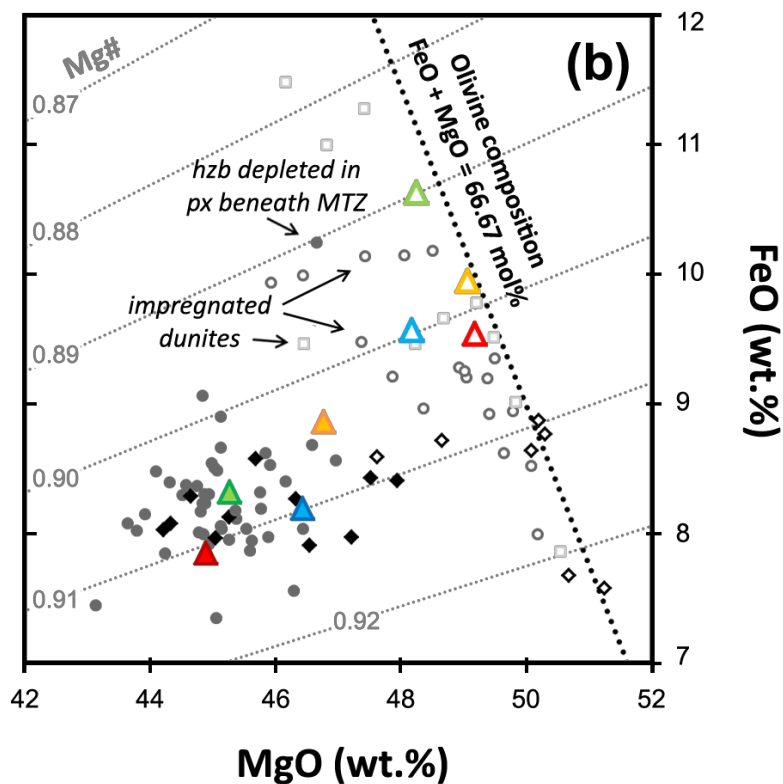 12
(b)
Mg#
0.87
Olivine composition
FeO + MgO = 66.67 mol%
11
hzb depleted in
px beneath MTZ
0.88
10
impregnated
dunites
0.89
FeO (wt.%)
9
0.90
8
0.91
0.92
7
42
44
46
48
50
52
MgO (wt.%)